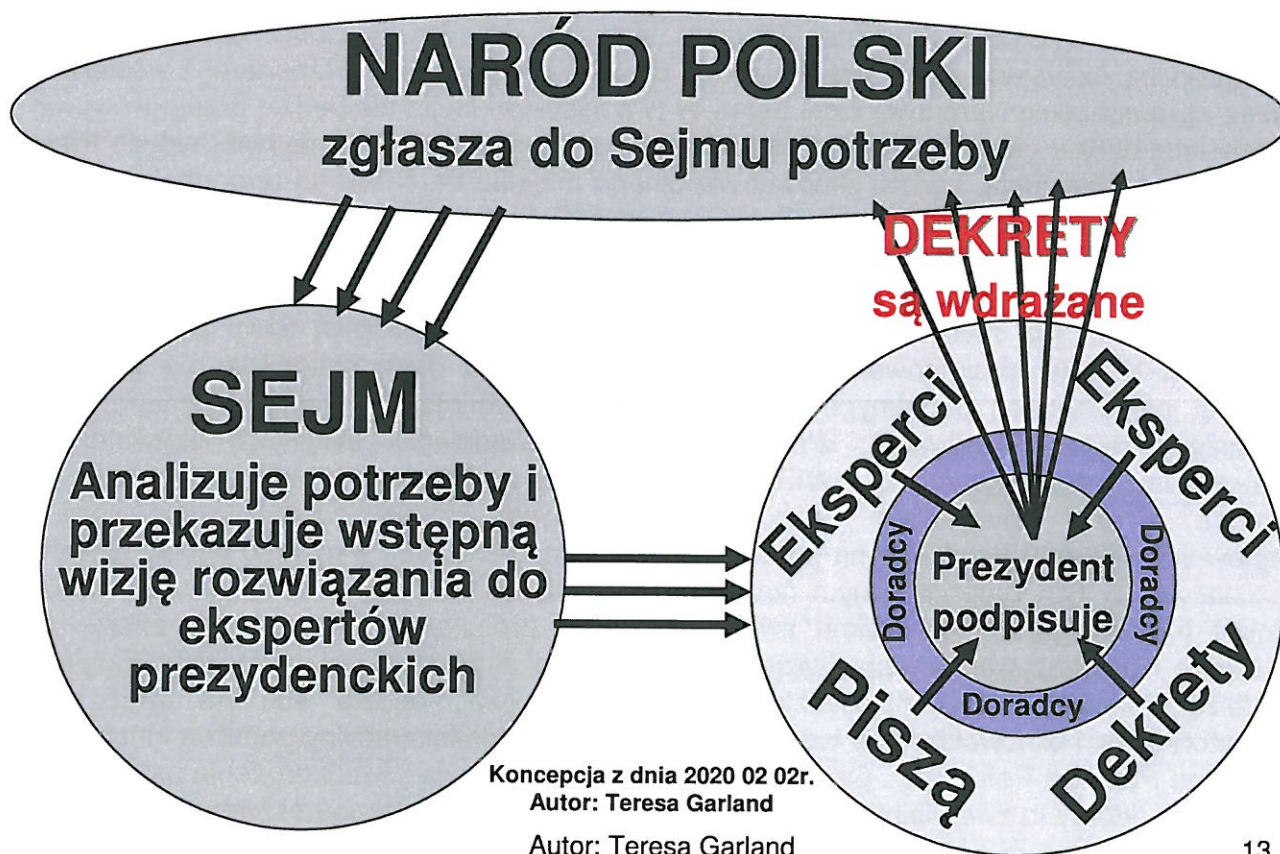 NARÓD POLSKI
zgłasza do Sejmu potrzeby
DEKRETY
są wdrażane
SEJM
Analizuje potrzeby i
przekazuje wstępną
wizję rozwiązania do
ekspertów
prezydenckich
Eksperci
Eksperci
Doradcy
Doradcy
Prezydent
podpisuje
Doradcy
Piszą
Dekrety
Koncepcja z dnia 2020 02 02r.
Autor: Teresa Garland
Autor: Teresa Garland
13